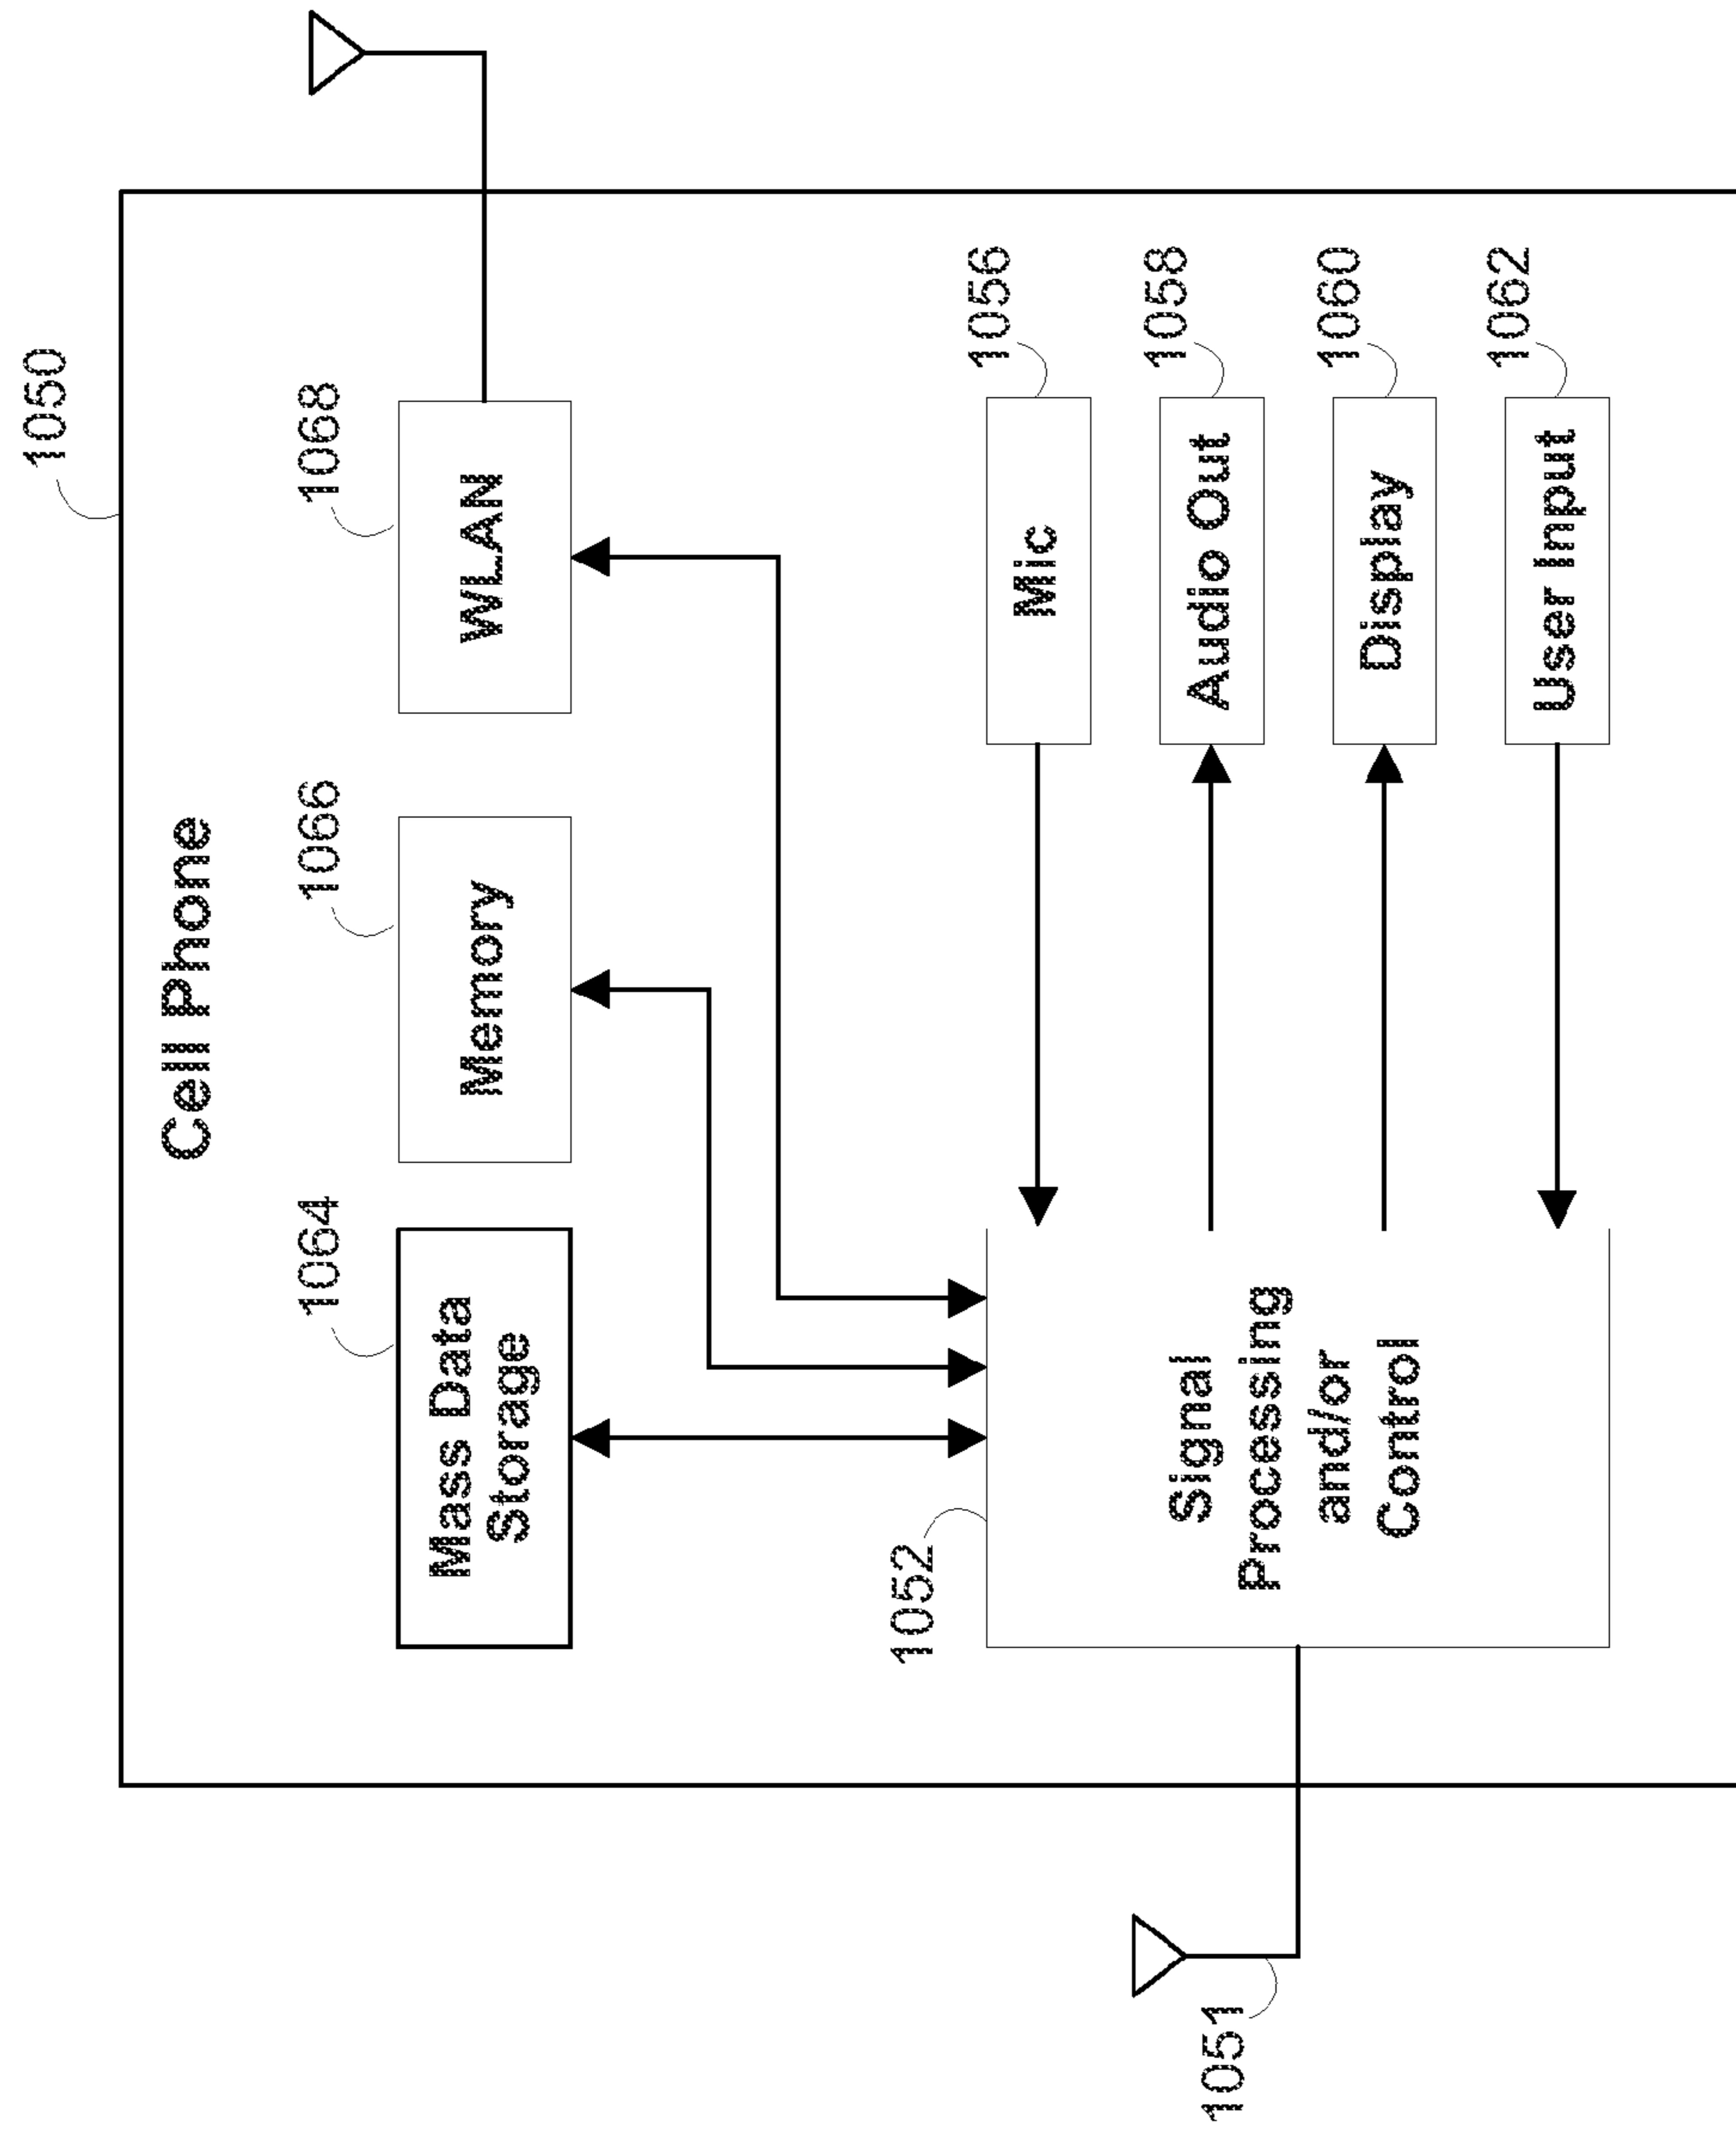 1050
Cell Phone
1064
1066
1068
Mass Data
Storage
Memory
WLAN
1052
1056
Mic
Signal
Processing
and/or
Control
1058
Audio Out
1060
Display
1062
User Input
1051